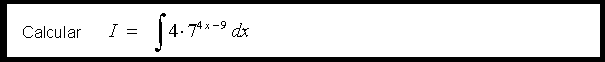 Calcular I = ∫ 4 · 7^{4x−9} dx